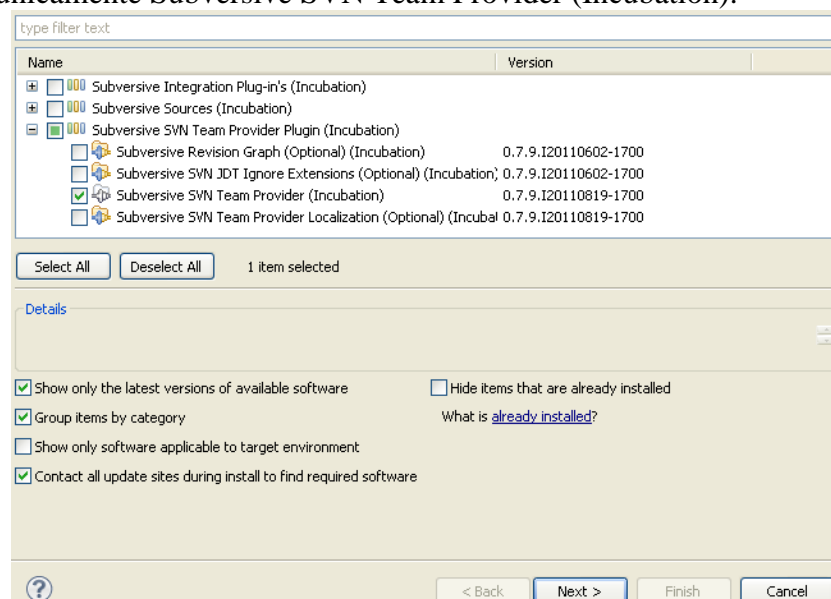 unicamente Subversive SVN Team Provider (Incubation).
type filter text
Name Version
Subversive Integration Plug-in's (Incubation)
Subversive Sources (Incubation)
Subversive SVN Team Provider Plugin (Incubation)
Subversive Revision Graph (Optional) (Incubation) 0.7.9.I20110602-1700
Subversive SVN JDT Ignore Extensions (Optional) (Incubation) 0.7.9.I20110602-1700
Subversive SVN Team Provider (Incubation) 0.7.9.I20110819-1700
Subversive SVN Team Provider Localization (Optional) (Incubat 0.7.9.I20110819-1700
Select All Deselect All 1 item selected
Details
Show only the latest versions of available software Hide items that are already installed
Group items by category What is already installed?
Show only software applicable to target environment
Contact all update sites during install to find required software
? < Back Next > Finish Cancel